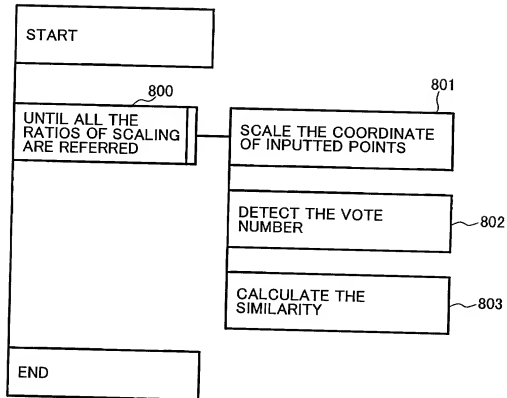 START
800
UNTIL ALL THE
RATIOS OF SCALING
ARE REFERRED
801
SCALE THE COORDINATE
OF INPUTTED POINTS
DETECT THE VOTE
NUMBER
802
CALCULATE THE
SIMILARITY
803
END